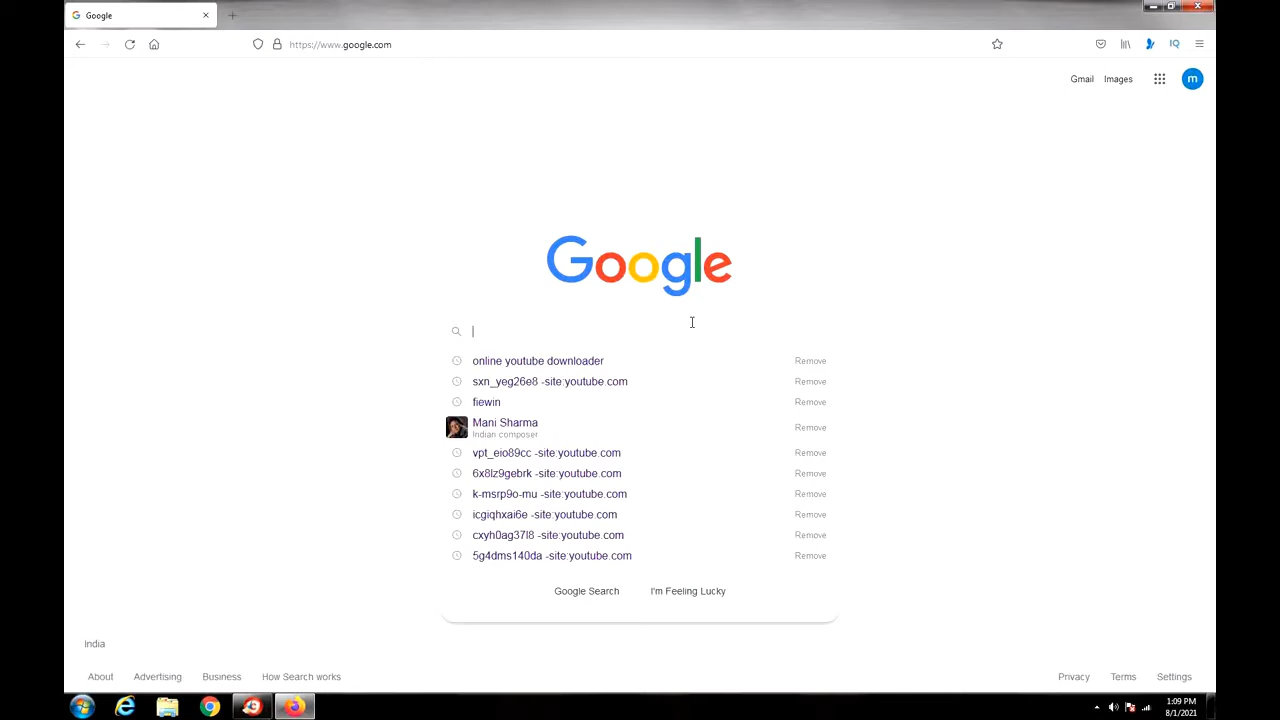 Google
https://www.google.com
IQ
Gmail Images
m
Google
online youtube downloader Remove
sxn_yeg26e8 -site:youtube.com Remove
fiewin Remove
Mani Sharma
Indian composer Remove
vpt_eio89cc -site:youtube.com Remove
6x8lz9gebrk -site:youtube.com Remove
k-msrp9o-mu -site:youtube.com Remove
icgiqhxai6e -site:youtube.com Remove
cxyh0ag37l8 -site:youtube.com Remove
5g4dms140da -site:youtube.com Remove
Google Search I'm Feeling Lucky
India
About Advertising Business How Search works Privacy Terms Settings
1:09 PM
8/1/2021